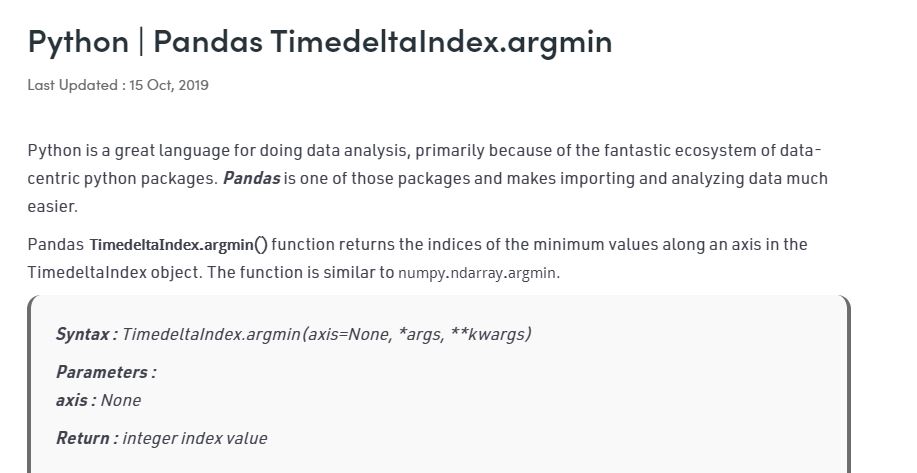 Python | Pandas TimedeltaIndex.argmin
Last Updated : 15 Oct, 2019
Python is a great language for doing data analysis, primarily because of the fantastic ecosystem of data-
centric python packages. Pandas is one of those packages and makes importing and analyzing data much
easier.
Pandas TimedeltaIndex.argmin() function returns the indices of the minimum values along an axis in the
TimedeltaIndex object. The function is similar to numpy.ndarray.argmin.
Syntax : TimedeltaIndex.argmin(axis=None, *args, **kwargs)
Parameters :
axis : None
Return : integer index value